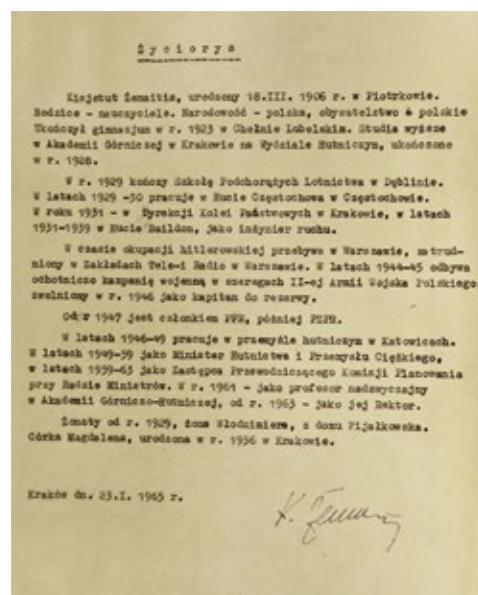 Życiorys
Kiejstut Żemaitis, urodzony 18.III. 1906 r. w Piotrkowie.
Rodzice - nauczyciele. Narodowość - polska, obywatelstwo - polskie
Ukończył gimnazjum w r. 1923 w Chełmie Lubelskim. Studia wyższe
w Akademii Górniczej w Krakowie na Wydziale Hutniczym, ukończone
w r. 1928.
W r. 1929 kończy Szkołę Podchorążych Lotnictwa w Dęblinie.
W latach 1929 -30 pracuje w Hucie Częstochowa w Częstochowie.
W roku 1931 - w Dyrekcji Kolei Państwowych w Krakowie, w latach
1931-1939 w Hucie Baildon, jako inżynier ruchu.
W czasie okupacji hitlerowskiej przebywa w Warszawie, zatrud-
niony w Zakładach Tele-i Radio w Warszawie. W latach 1944-45 odbywa
ochotniczo kampanię wojenną w szeregach II-ej Armii Wojska Polskiego,
zwolniony w r. 1946 jako kapitan do rezerwy.
Od r 1947 jest członkiem PPR, później PZPR.
W latach 1946-49 pracuje w przemyśle hutniczym w Katowicach.
W latach 1949-59 jako Minister Hutnictwa i Przemysłu Ciężkiego,
w latach 1959-63 jako Zastępca Przewodniczącego Komisji Planowania
przy Radzie Ministrów. W r. 1961 - jako profesor nadzwyczajny
w Akademii Górniczo-Hutniczej, od r. 1963 - jako jej Rektor.
Żonaty od r. 1929, żona Włodzimiera, z domu Fijałkowska.
Córka Magdalena, urodzona w r. 1936 w Krakowie.
Kraków dn. 23.I. 1965 r.